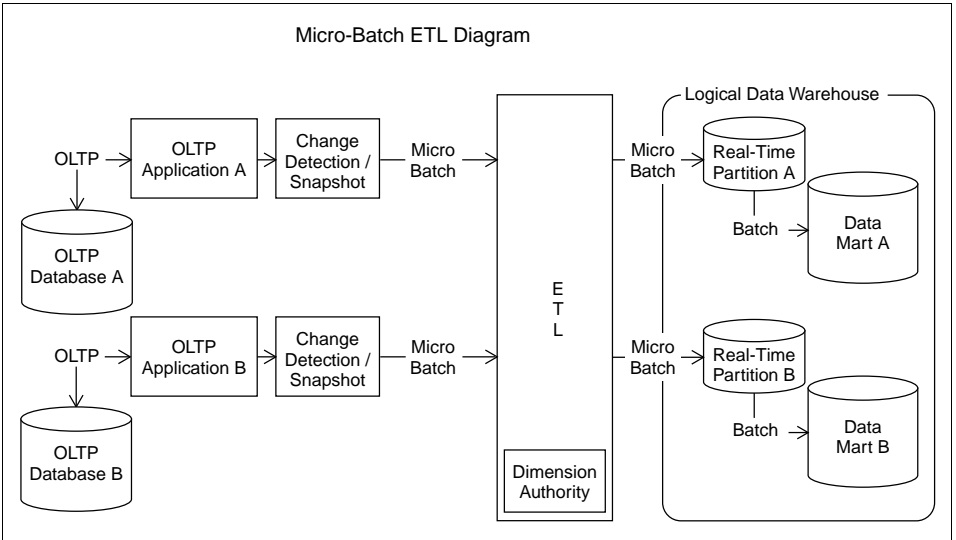 Micro-Batch ETL Diagram
Logical Data Warehouse
OLTP
OLTP
Application A
Change
Detection /
Snapshot
Micro
Batch
Micro
Batch
Real-Time
Partition A
OLTP
Database A
Batch
Data
Mart A
E
T
L
OLTP
OLTP
Application B
Change
Detection /
Snapshot
Micro
Batch
Micro
Batch
Real-Time
Partition B
OLTP
Database B
Batch
Data
Mart B
Dimension
Authority